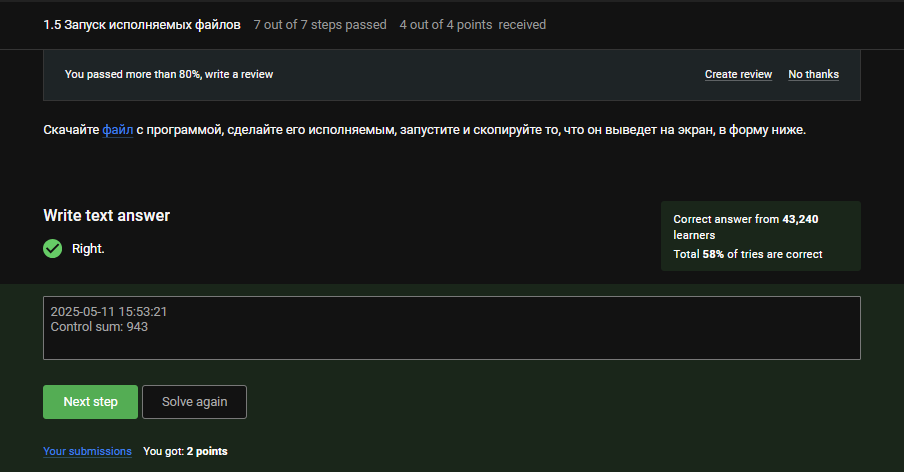 1.5 Запуск исполняемых файлов 7 out of 7 steps passed 4 out of 4 points received
You passed more than 80%, write a review Create review No thanks
Скачайте файл с программой, сделайте его исполняемым, запустите и скопируйте то, что он выведет на экран, в форму ниже.
Write text answer
Right.
Correct answer from 43,240
learners
Total 58% of tries are correct
2025-05-11 15:53:21
Control sum: 943
Next step Solve again
Your submissions You got: 2 points